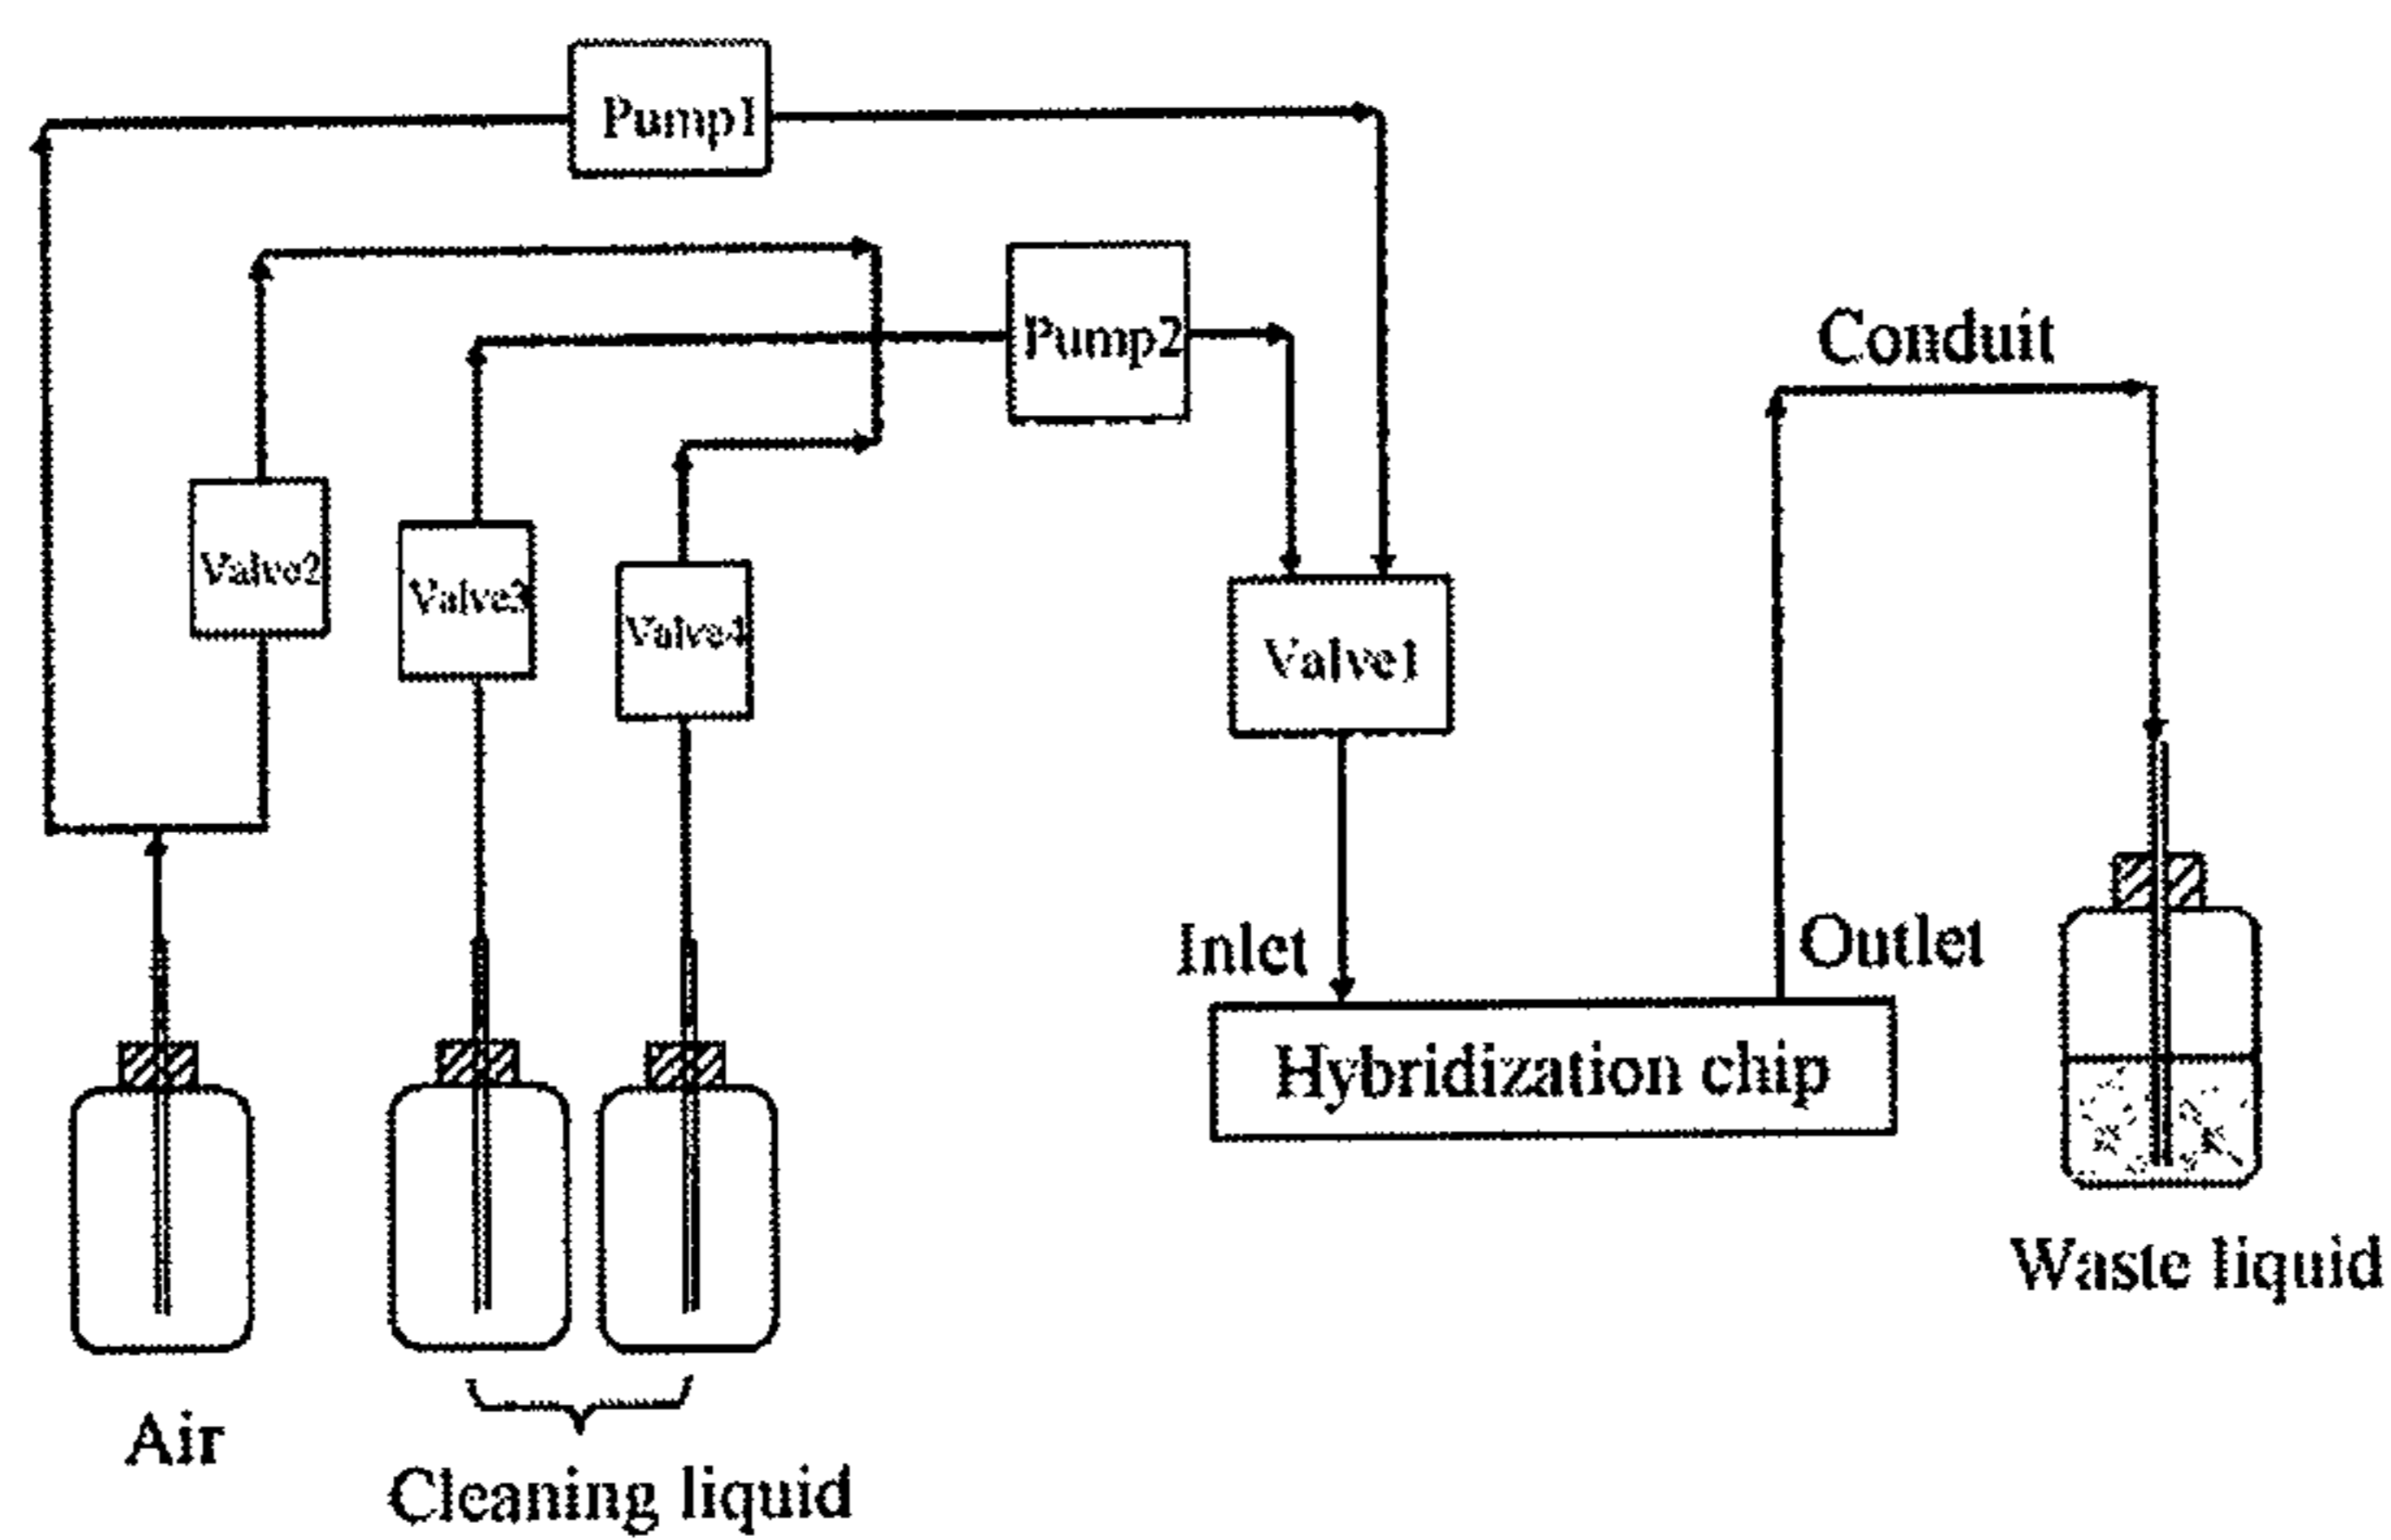 Pump1
Pump2
Conduit
Valve2
Valve3
Valve4
Valve1
Inlet
Outlet
Hybridization chip
Waste liquid
Air
Cleaning liquid